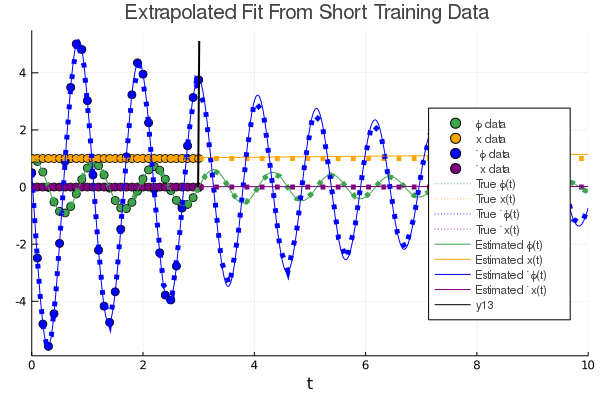 Extrapolated Fit From Short Training Data
4
2
0
-2
-4
0
2
4
6
8
10
t
ϕ data
x data
˙ϕ data
˙x data
True ϕ(t)
True x(t)
True ˙ϕ(t)
True ˙x(t)
Estimated ϕ(t)
Estimated x(t)
Estimated ˙ϕ(t)
Estimated ˙x(t)
y13